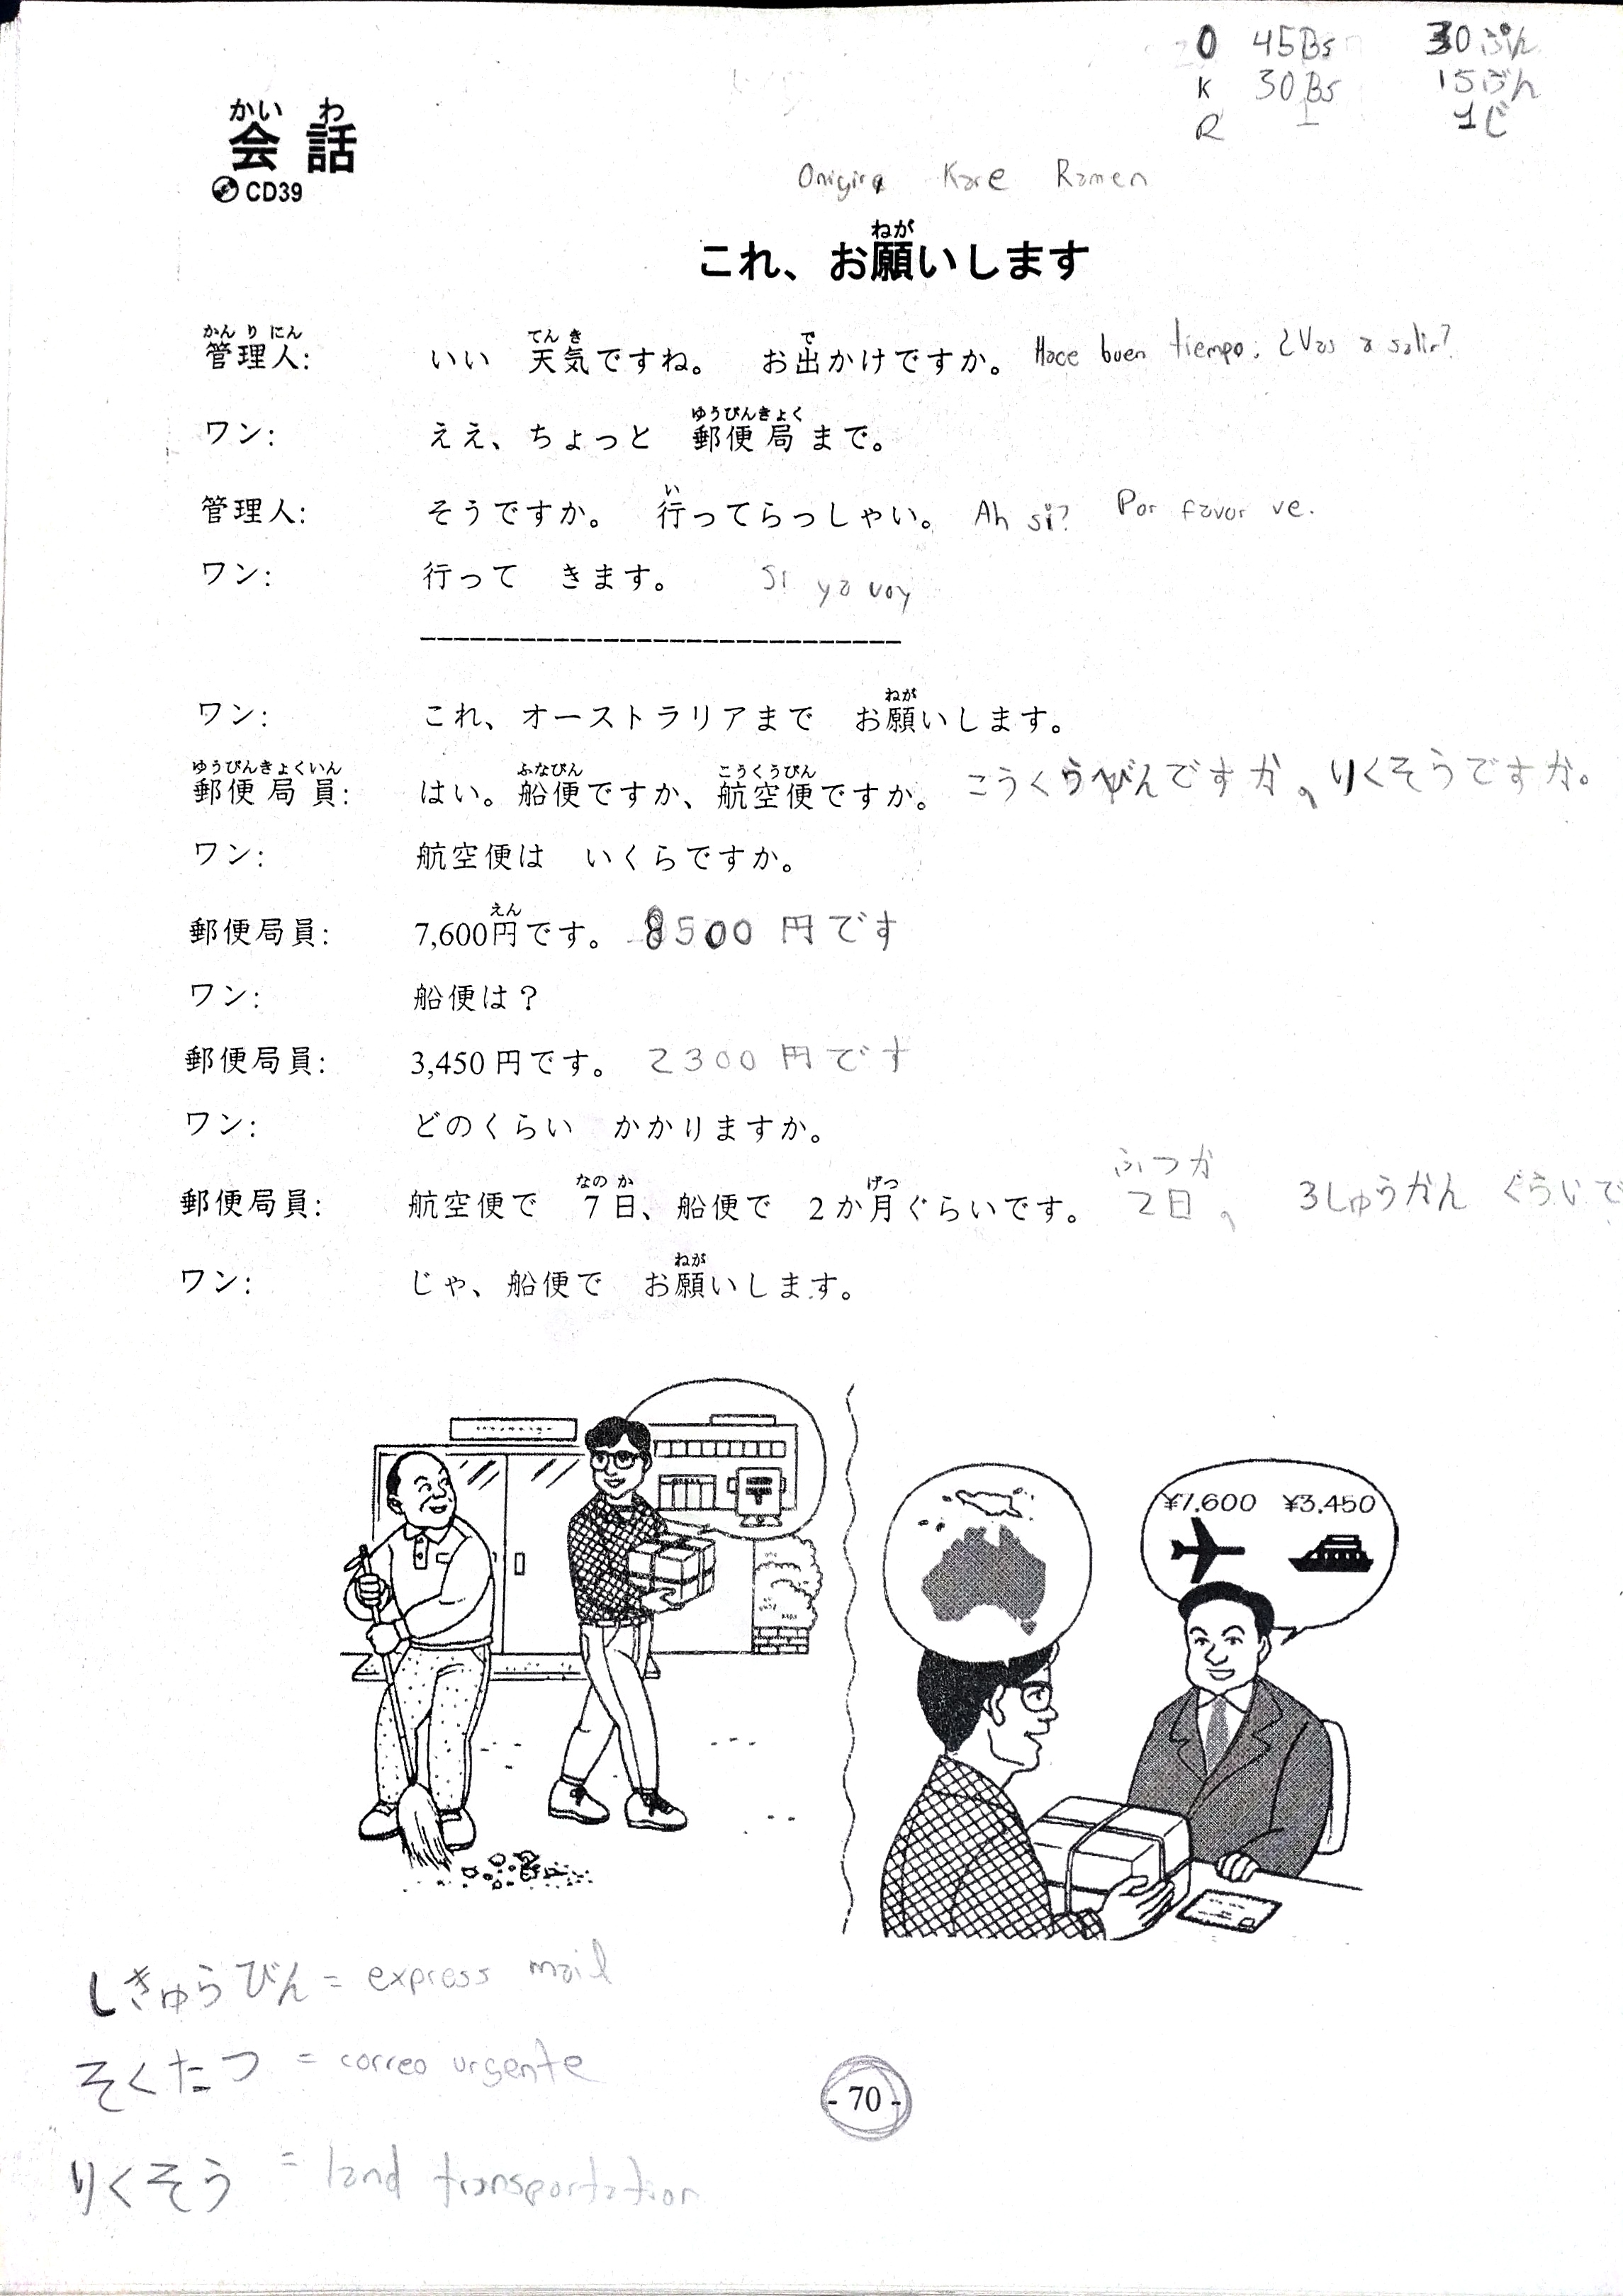 O 45Bs 30ぷん
K 30Bs 15ぷん
R 1じ
かい わ
会 話
CD39
Onigiri Kare Ramen
ねが
これ、お願いします
かん り にん てん き で
管理人: いい 天気ですね。 お出かけですか。 Hace buen tiempo; ¿Vas a salir?
ゆうびんきょく
ワン: ええ、ちょっと 郵便局まで。
い
管理人: そうですか。 行ってらっしゃい。 Ah si? Por favor ve.
ワン: 行って きます。 Si ya voy
ねが
ワン: これ、オーストラリアまで お願いします。
ゆうびんきょくいん ふなびん こうくうびん
郵便局員: はい。船便ですか、航空便ですか。 こうくうびんですか、りくそうですか。
ワン: 航空便は いくらですか。
えん
郵便局員: 7,600円です。 8500 円です
ワン: 船便は？
郵便局員: 3,450円です。 2300 円です
ワン: どのくらい かかりますか。
なの か げつ ふつか
郵便局員: 航空便で 7日、船便で 2か月ぐらいです。 2日、 3しゅうかん ぐらいで
ねが
ワン: じゃ、船便で お願いします。
¥7,600 ¥3,450
しきゅうびん = express mail
そくたつ = correo urgente
りくそう = land transportation
- 70 -